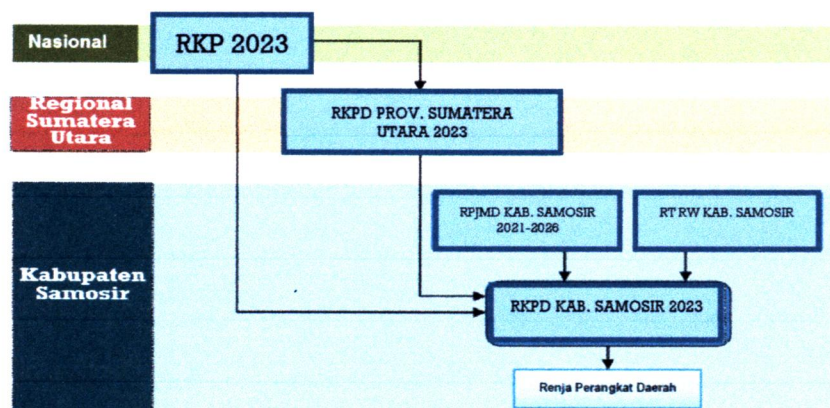 Nasional
RKP 2023
Regional
Sumatera
Utara
RKPD PROV. SUMATERA
UTARA 2023
Kabupaten
Samosir
RPJMD KAB. SAMOSIR
2021-2026
RT RW KAB. SAMOSIR
RKPD KAB. SAMOSIR 2023
Renja Perangkat Daerah